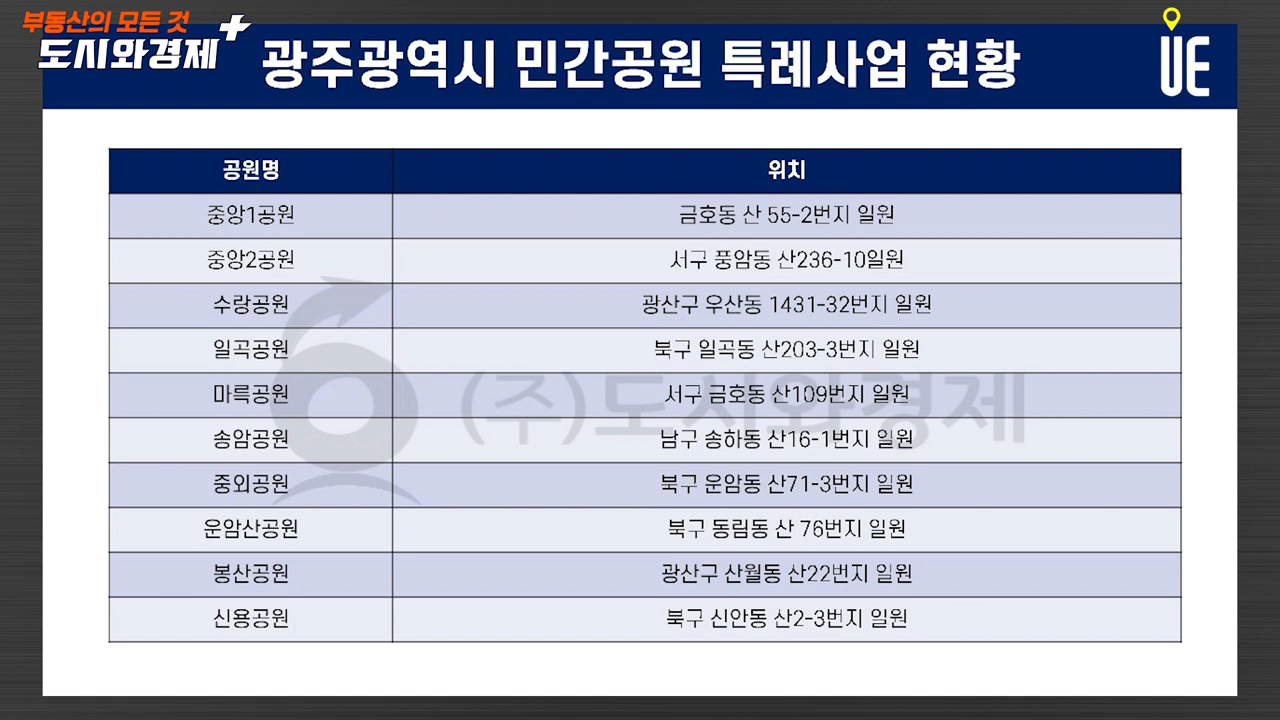 부동산의 모든 것
도시와경제+
광주광역시 민간공원 특례사업 현황
UE
공원명 위치
중앙1공원 금호동 산 55-2번지 일원
중앙2공원 서구 풍암동 산236-10일원
수랑공원 광산구 우산동 1431-32번지 일원
일곡공원 북구 일곡동 산203-3번지 일원
마륵공원 서구 금호동 산109번지 일원
송암공원 남구 송하동 산16-1번지 일원
중외공원 북구 운암동 산71-3번지 일원
운암산공원 북구 동림동 산 76번지 일원
봉산공원 광산구 산월동 산22번지 일원
신용공원 북구 신안동 산2-3번지 일원
(주)도시와경제